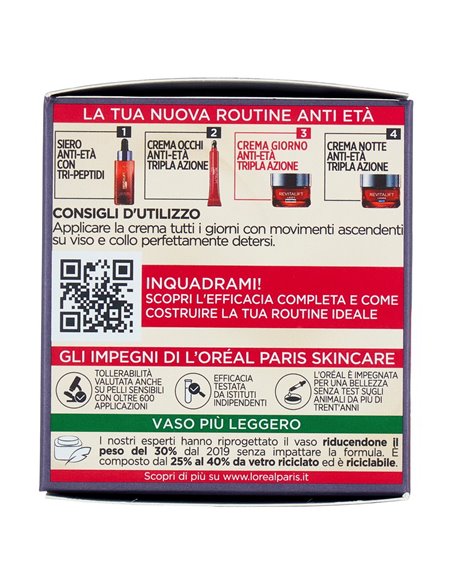 LA TUA NUOVA ROUTINE ANTI ETÀ
1
SIERO
ANTI-ETÀ
CON
TRI-PEPTIDI
2
CREMA OCCHI
ANTI-ETÀ
TRIPLA AZIONE
3
CREMA GIORNO
ANTI-ETÀ
TRIPLA AZIONE
REVITALIFT
4
CREMA NOTTE
ANTI-ETÀ
TRIPLA AZIONE
REVITALIFT
CONSIGLI D'UTILIZZO
Applicare la crema tutti i giorni con movimenti ascendenti
su viso e collo perfettamente detersi.
INQUADRAMI!
SCOPRI L'EFFICACIA COMPLETA E COME
COSTRUIRE LA TUA ROUTINE IDEALE
GLI IMPEGNI DI L'ORÉAL PARIS SKINCARE
TOLLERABILITÀ
VALUTATA ANCHE
SU PELLI SENSIBILI
CON OLTRE 600
APPLICAZIONI
EFFICACIA
TESTATA
DA ISTITUTI
INDIPENDENTI
L'ORÉAL È IMPEGNATA
PER UNA BELLEZZA
SENZA TEST SUGLI
ANIMALI DA PIÙ DI
TRENT'ANNI
VASO PIÙ LEGGERO
I nostri esperti hanno riprogettato il vaso riducendone il
peso del 30% dal 2019 senza impattare la formula. È
composto dal 25% al 40% da vetro riciclato ed è riciclabile.
Scopri di più su www.lorealparis.it